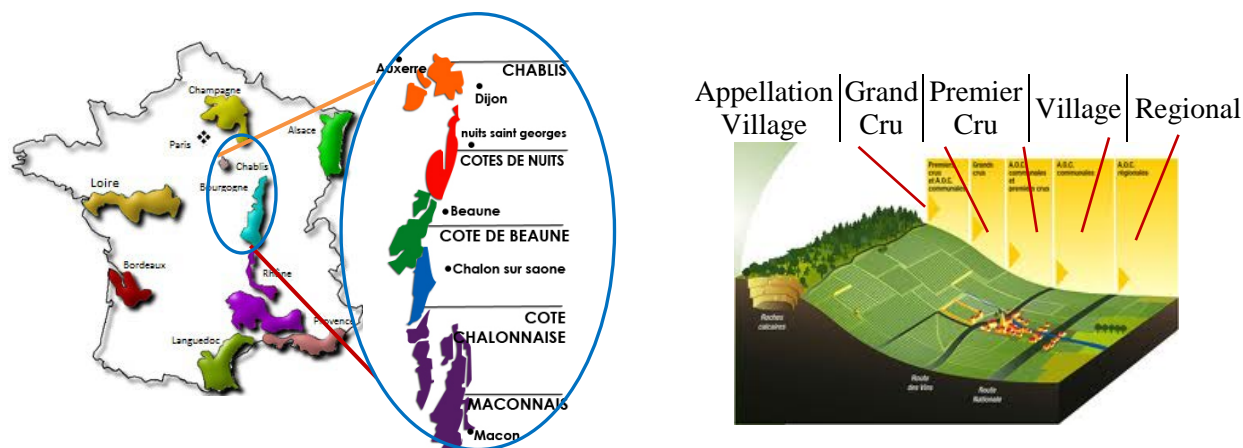 Champagne
Paris
Alsace
Chablis
Bourgogne
Loire
Bordeaux
Rhône
Provence
Languedoc
Auxerre
CHABLIS
Dijon
nuits saint georges
COTES DE NUITS
Beaune
COTE DE BEAUNE
Chalon sur saone
COTE
CHALONNAISE
MACONNAIS
Macon
Appellation
Village
Grand
Cru
Premier
Cru
Village
Regional
Premiers
crus
et A.O.C.
communales
Grands
crus
A.O.C.
communales
et
premiers crus
A.O.C.
communales
A.O.C.
régionales
Roches
calcaires
Route
des Vins
Route
Nationale